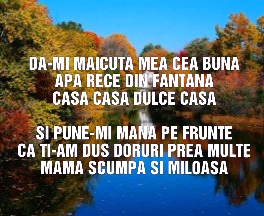 DA-MI MAICUTA MEA CEA BUNA
APA RECE DIN FANTANA
CASA CASA DULCE CASA
SI PUNE-MI MANA PE FRUNTE
CA TI-AM DUS DORURI PREA MULTE
MAMA SCUMPA SI MILOASA